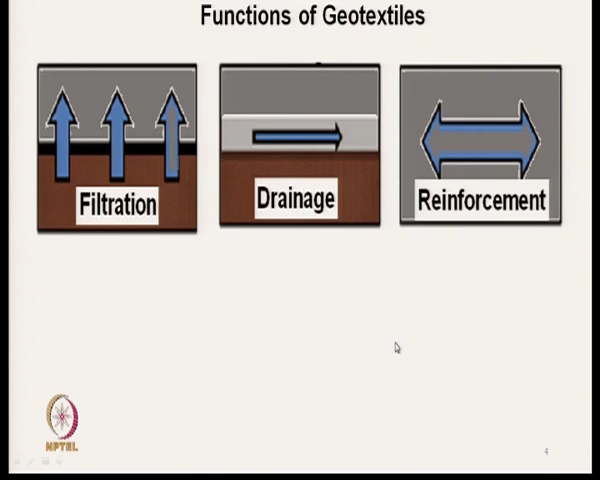 Functions of Geotextiles
Filtration
Drainage
Reinforcement
NPTEL
4